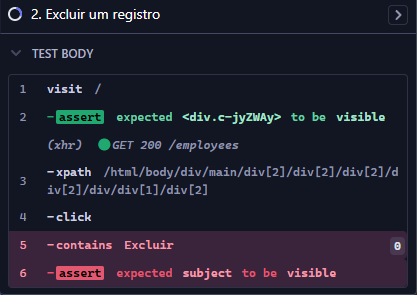 2. Excluir um registro
TEST BODY
1 visit /
2 -assert expected <div.c-jyZWAy> to be visible
(xhr) GET 200 /employees
3 -xpath /html/body/div/main/div[2]/div[2]/div[2]/d
iv[2]/div/div[1]/div[2]
4 -click
5 -contains Excluir 0
6 -assert expected subject to be visible